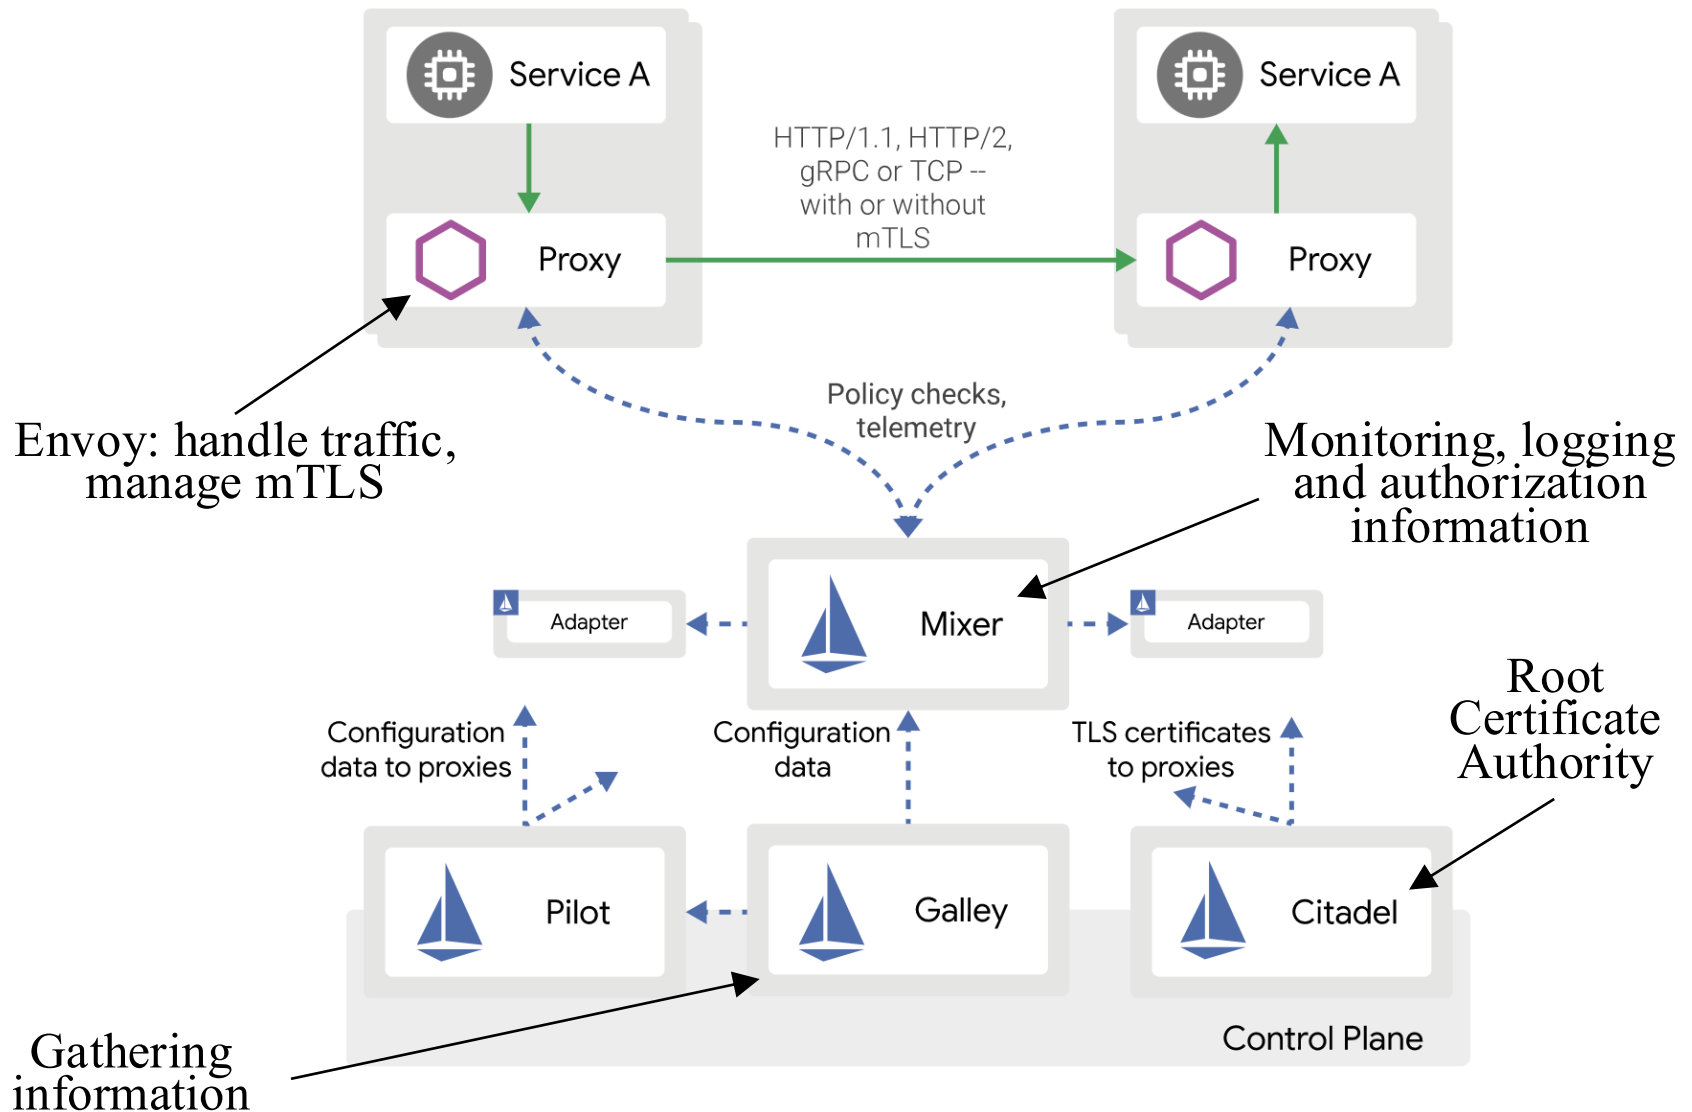 Service A
Service A
HTTP/1.1, HTTP/2,
gRPC or TCP --
with or without
mTLS
Proxy
Proxy
Envoy: handle traffic,
manage mTLS
Policy checks,
telemetry
Monitoring, logging
and authorization
information
Adapter
Mixer
Adapter
Root
Certificate
Authority
Configuration
data to proxies
Configuration
data
TLS certificates
to proxies
Pilot
Galley
Citadel
Control Plane
Gathering
information